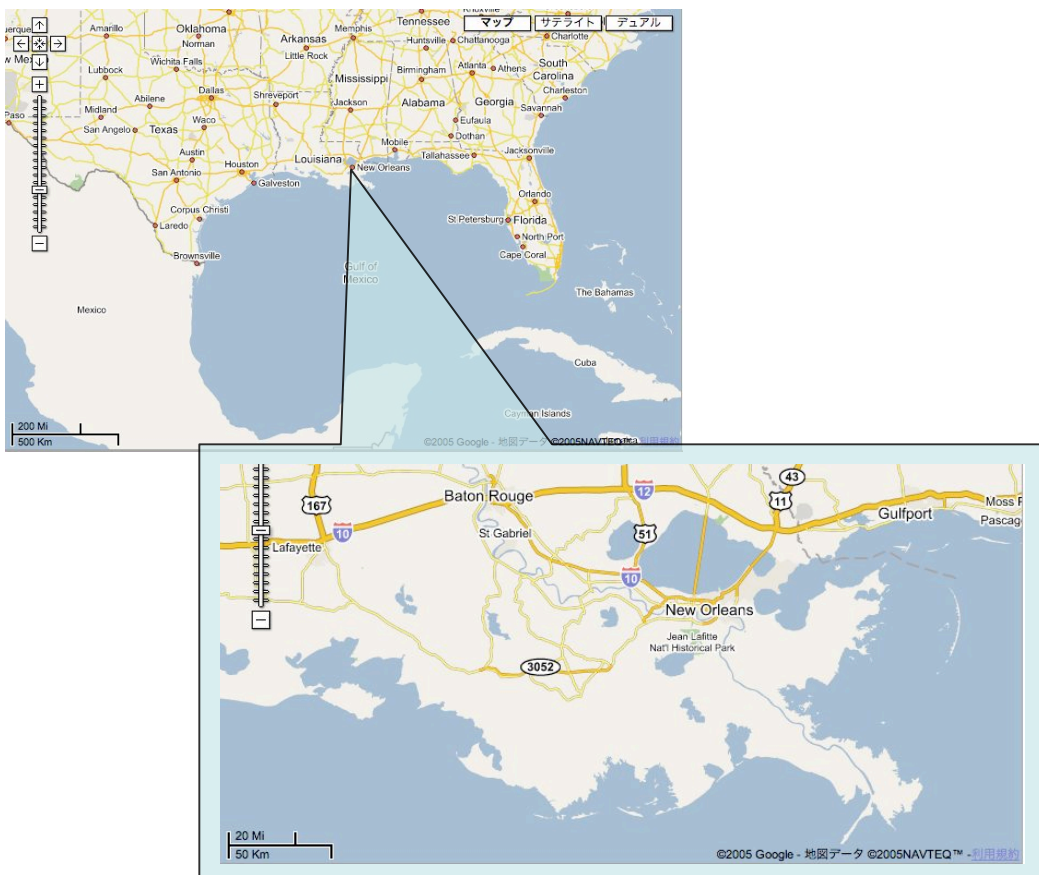 Knoxville
Tennessee
マップ
サテライト
デュアル
Amarillo
Oklahoma
Memphis
Charlotte
Norman
Arkansas
Huntsville
Chattanooga
Little Rock
Wichita Falls
Atlanta
Athens
South
Carolina
Lubbock
Birmingham
Mississippi
Dallas
Shreveport
Charleston
Abilene
Jackson
Alabama
Georgia
Savannah
Midland
Waco
Eufaula
San Angelo
Texas
Dothan
Mobile
Austin
Tallahassee
Jacksonville
Louisiana
Houston
New Orleans
San Antonio
Galveston
Orlando
Corpus Christi
St Petersburg
Florida
Laredo
North Port
Brownsville
Cape Coral
Gulf of
Mexico
The Bahamas
Mexico
Cuba
Cayman Islands
200 Mi
500 Km
©2005 Google - 地図データ ©2005NAVTEQ™ - 利用規約
43
12
11
Baton Rouge
167
Moss P
Gulfport
Pascag
10
51
St Gabriel
Lafayette
10
New Orleans
Jean Lafitte
Nat'l Historical Park
3052
20 Mi
50 Km
©2005 Google - 地図データ ©2005NAVTEQ™ - 利用規約